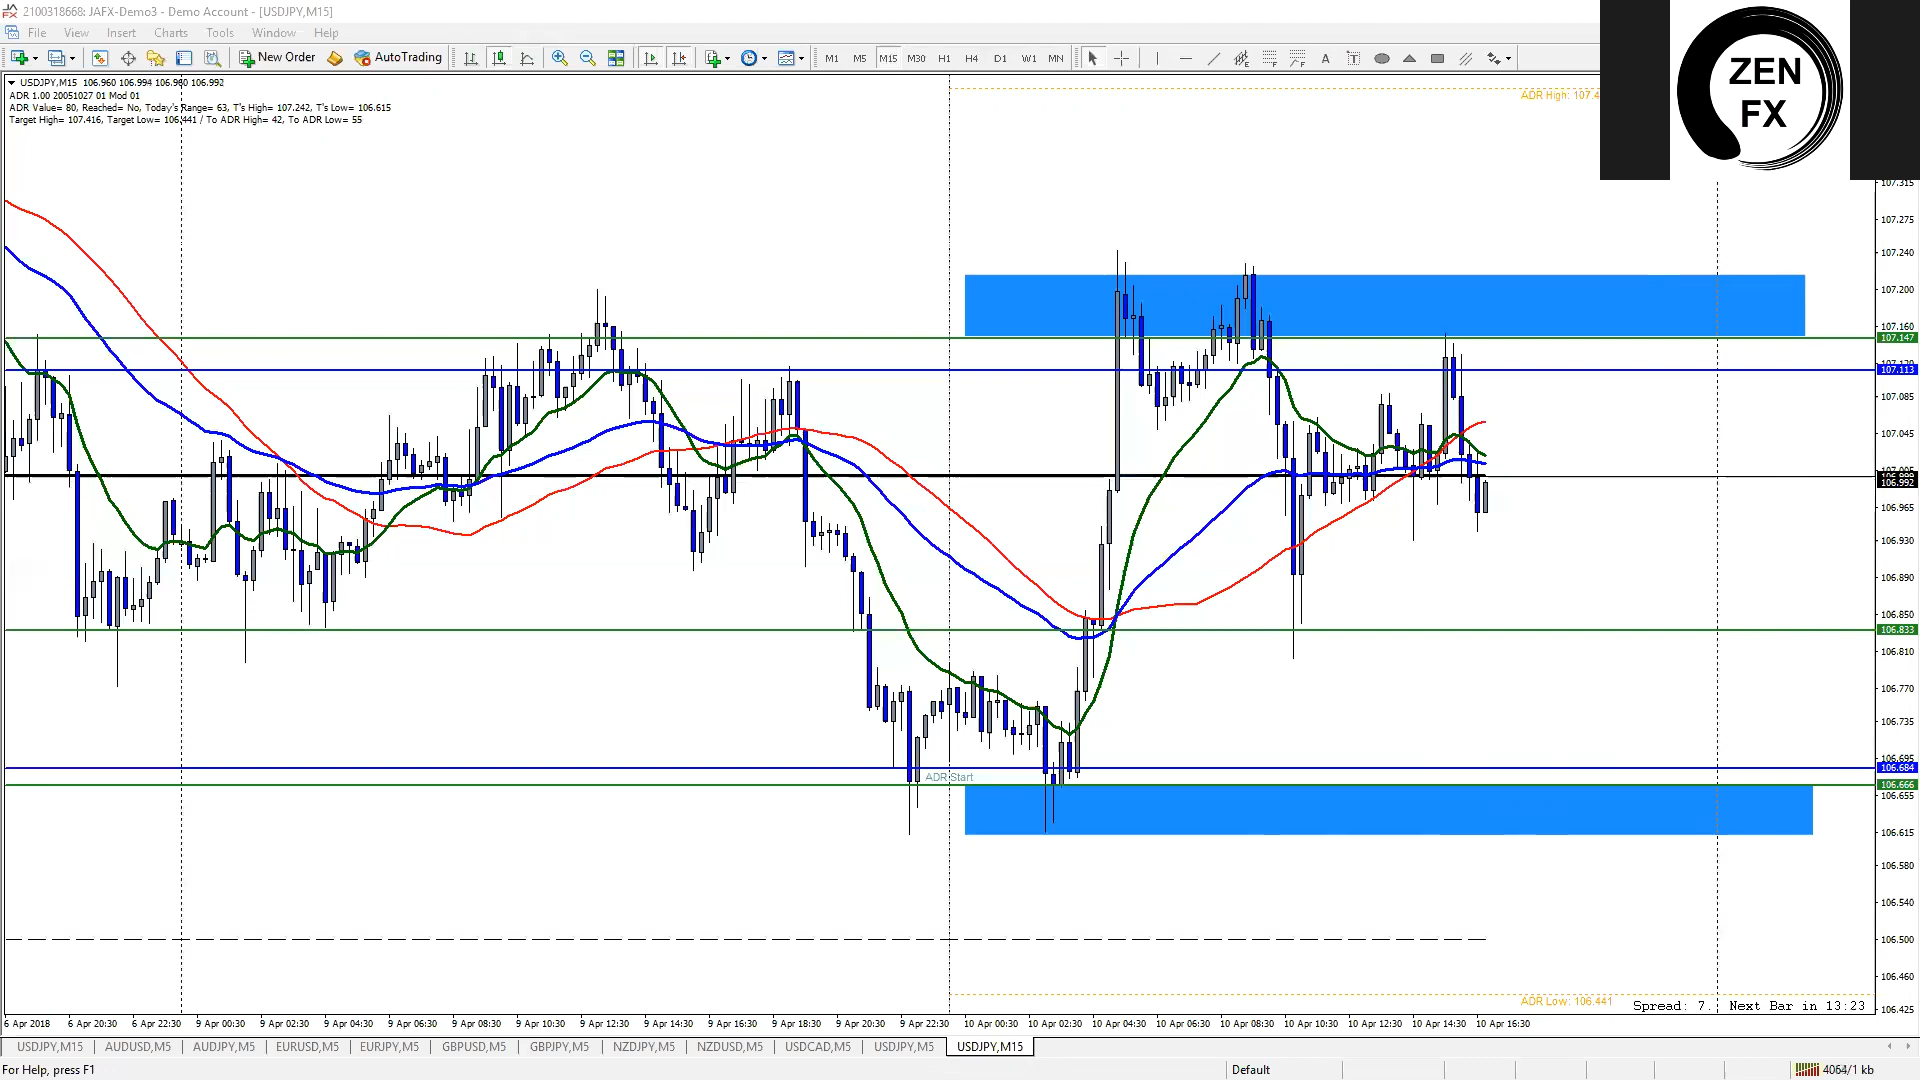 2100318668: JAFX-Demo3 - Demo Account - [USDJPY,M15]
File View Insert Charts Tools Window Help
New Order AutoTrading M1 M5 M15 M30 H1 H4 D1 W1 MN
USDJPY,M15 106.960 106.994 106.960 106.992
ADR 1.00 20051027 01 Mod 01
ADR Value= 80, Reached= No, Today's Range= 63, T's High= 107.242, T's Low= 106.615
Target High= 107.416, Target Low= 106.441 / To ADR High= 42, To ADR Low= 55
ADR High: 107.4
ZEN
FX
107.315
107.275
107.240
107.200
107.160
107.147
107.113
107.085
107.045
106.992
106.965
106.930
106.890
106.850
106.833
106.810
106.770
106.735
106.695
106.684
106.666
106.655
106.615
106.580
106.540
106.500
106.460
106.425
ADR Start
ADR Low: 106.441
Spread: 7. Next Bar in 13:23
6 Apr 2018 6 Apr 20:30 6 Apr 22:30 9 Apr 00:30 9 Apr 02:30 9 Apr 04:30 9 Apr 06:30 9 Apr 08:30 9 Apr 10:30 9 Apr 12:30 9 Apr 14:30 9 Apr 16:30 9 Apr 18:30 9 Apr 20:30 9 Apr 22:30 10 Apr 00:30 10 Apr 02:30 10 Apr 04:30 10 Apr 06:30 10 Apr 08:30 10 Apr 10:30 10 Apr 12:30 10 Apr 14:30 10 Apr 16:30
USDJPY,M15 AUDUSD,M5 AUDJPY,M5 EURUSD,M5 EURJPY,M5 GBPUSD,M5 GBPJPY,M5 NZDJPY,M5 NZDUSD,M5 USDCAD,M5 USDJPY,M5 USDJPY,M15
For Help, press F1 Default 4064/1 kb